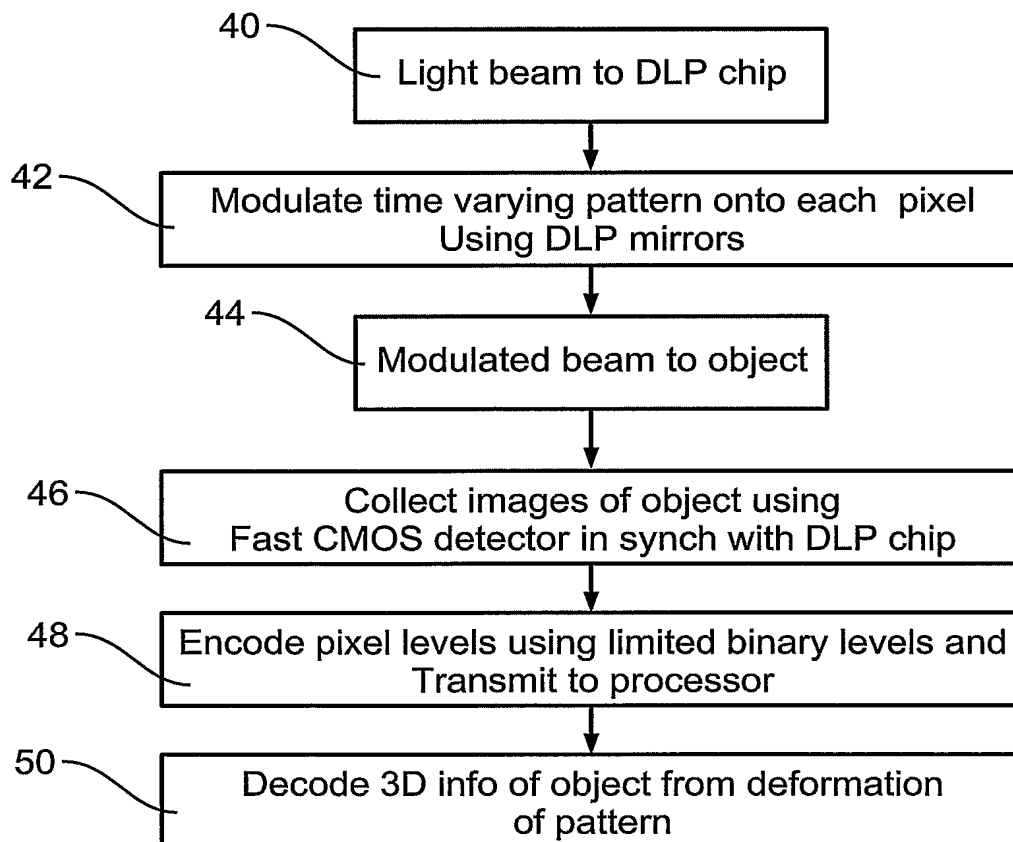 40
Light beam to DLP chip
42
Modulate time varying pattern onto each pixel
Using DLP mirrors
44
Modulated beam to object
46
Collect images of object using
Fast CMOS detector in synch with DLP chip
48
Encode pixel levels using limited binary levels and
Transmit to processor
50
Decode 3D info of object from deformation
of pattern